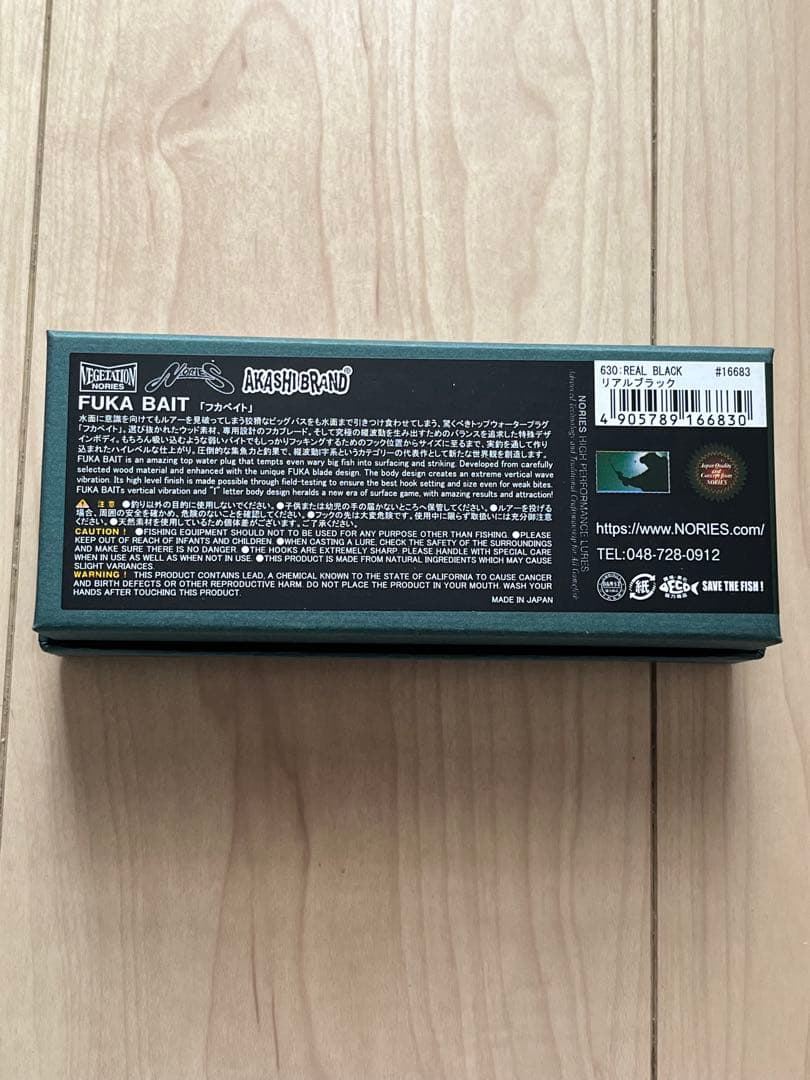 VEGETATION
NORIES
NORIES
AKASHI BRAND®
FUKA BAIT 「フカベイト」
水面に意識を向けてもルアーを見破ってしまう狡猾なビッグバスをも水面まで引きつけ食わせてしまう、驚くべきトップウォータープラグ
「フカベイト」。選び抜かれたウッド素材、専用設計のフカブレード、そして究極の縦波動を生み出すためのバランスを追求した特殊デザ
インボディ。もちろん吸い込むような弱いバイトでもしっかりフッキングするためのフック位置からサイズに至るまで、実釣を通して作り
込まれたハイレベルな仕上がり。圧倒的な集魚力と釣果で、縦波動I字系というカテゴリーの代表作として新たな世界観を創造します。
FUKA BAIT is an amazing top water plug that tempts even wary big fish into surfacing and striking. Developed from carefully
selected wood material and enhanced with the unique FUKA blade design. The body design creates an extreme vertical wave
vibration. Its high level finish is made possible through field-testing to ensure the best hook setting and size even for weak bites.
FUKA BAITs vertical vibration and "I" letter body design heralds a new era of surface game, with amazing results and attraction!
注 意 ●釣り以外の目的に使用しないでください。●子供または幼児の手の届かないところへ保管してください。●ルアーを投げる
場合、周囲の安全を確かめ、危険のないことを確認してください。●フックの先は大変危険です。使用中に限らず取扱いには充分御注意
ください。●天然素材を使用しているため個体差がございます。ご了承ください。
CAUTION! ●FISHING EQUIPMENT SHOULD NOT TO BE USED FOR ANY PURPOSE OTHER THAN FISHING. ●PLEASE
KEEP OUT OF REACH OF INFANTS AND CHILDREN. ●WHEN CASTING A LURE, CHECK THE SAFETY OF THE SURROUNDINGS
AND MAKE SURE THERE IS NO DANGER. ●THE HOOKS ARE EXTREMELY SHARP. PLEASE HANDLE WITH SPECIAL CARE
WHEN IN USE AS WELL AS WHEN NOT IN USE. ●THIS PRODUCT IS MADE FROM NATURAL INGREDIENTS WHICH MAY CAUSE
SLIGHT VARIANCES.
WARNING! THIS PRODUCT CONTAINS LEAD, A CHEMICAL KNOWN TO THE STATE OF CALIFORNIA TO CAUSE CANCER
AND BIRTH DEFECTS OR OTHER REPRODUCTIVE HARM. DO NOT PLACE THE PRODUCT IN YOUR MOUTH. WASH YOUR
HANDS AFTER TOUCHING THIS PRODUCT.
MADE IN JAPAN
NORIES HIGH PERFORMANCE LURES
630:REAL BLACK #16683
リアルブラック
4 905789 166830
Japan Quality
and
Concept from
NORIES
https://www.NORIES.com/
TEL:048-728-0912
紙
SAVE THE FISH!